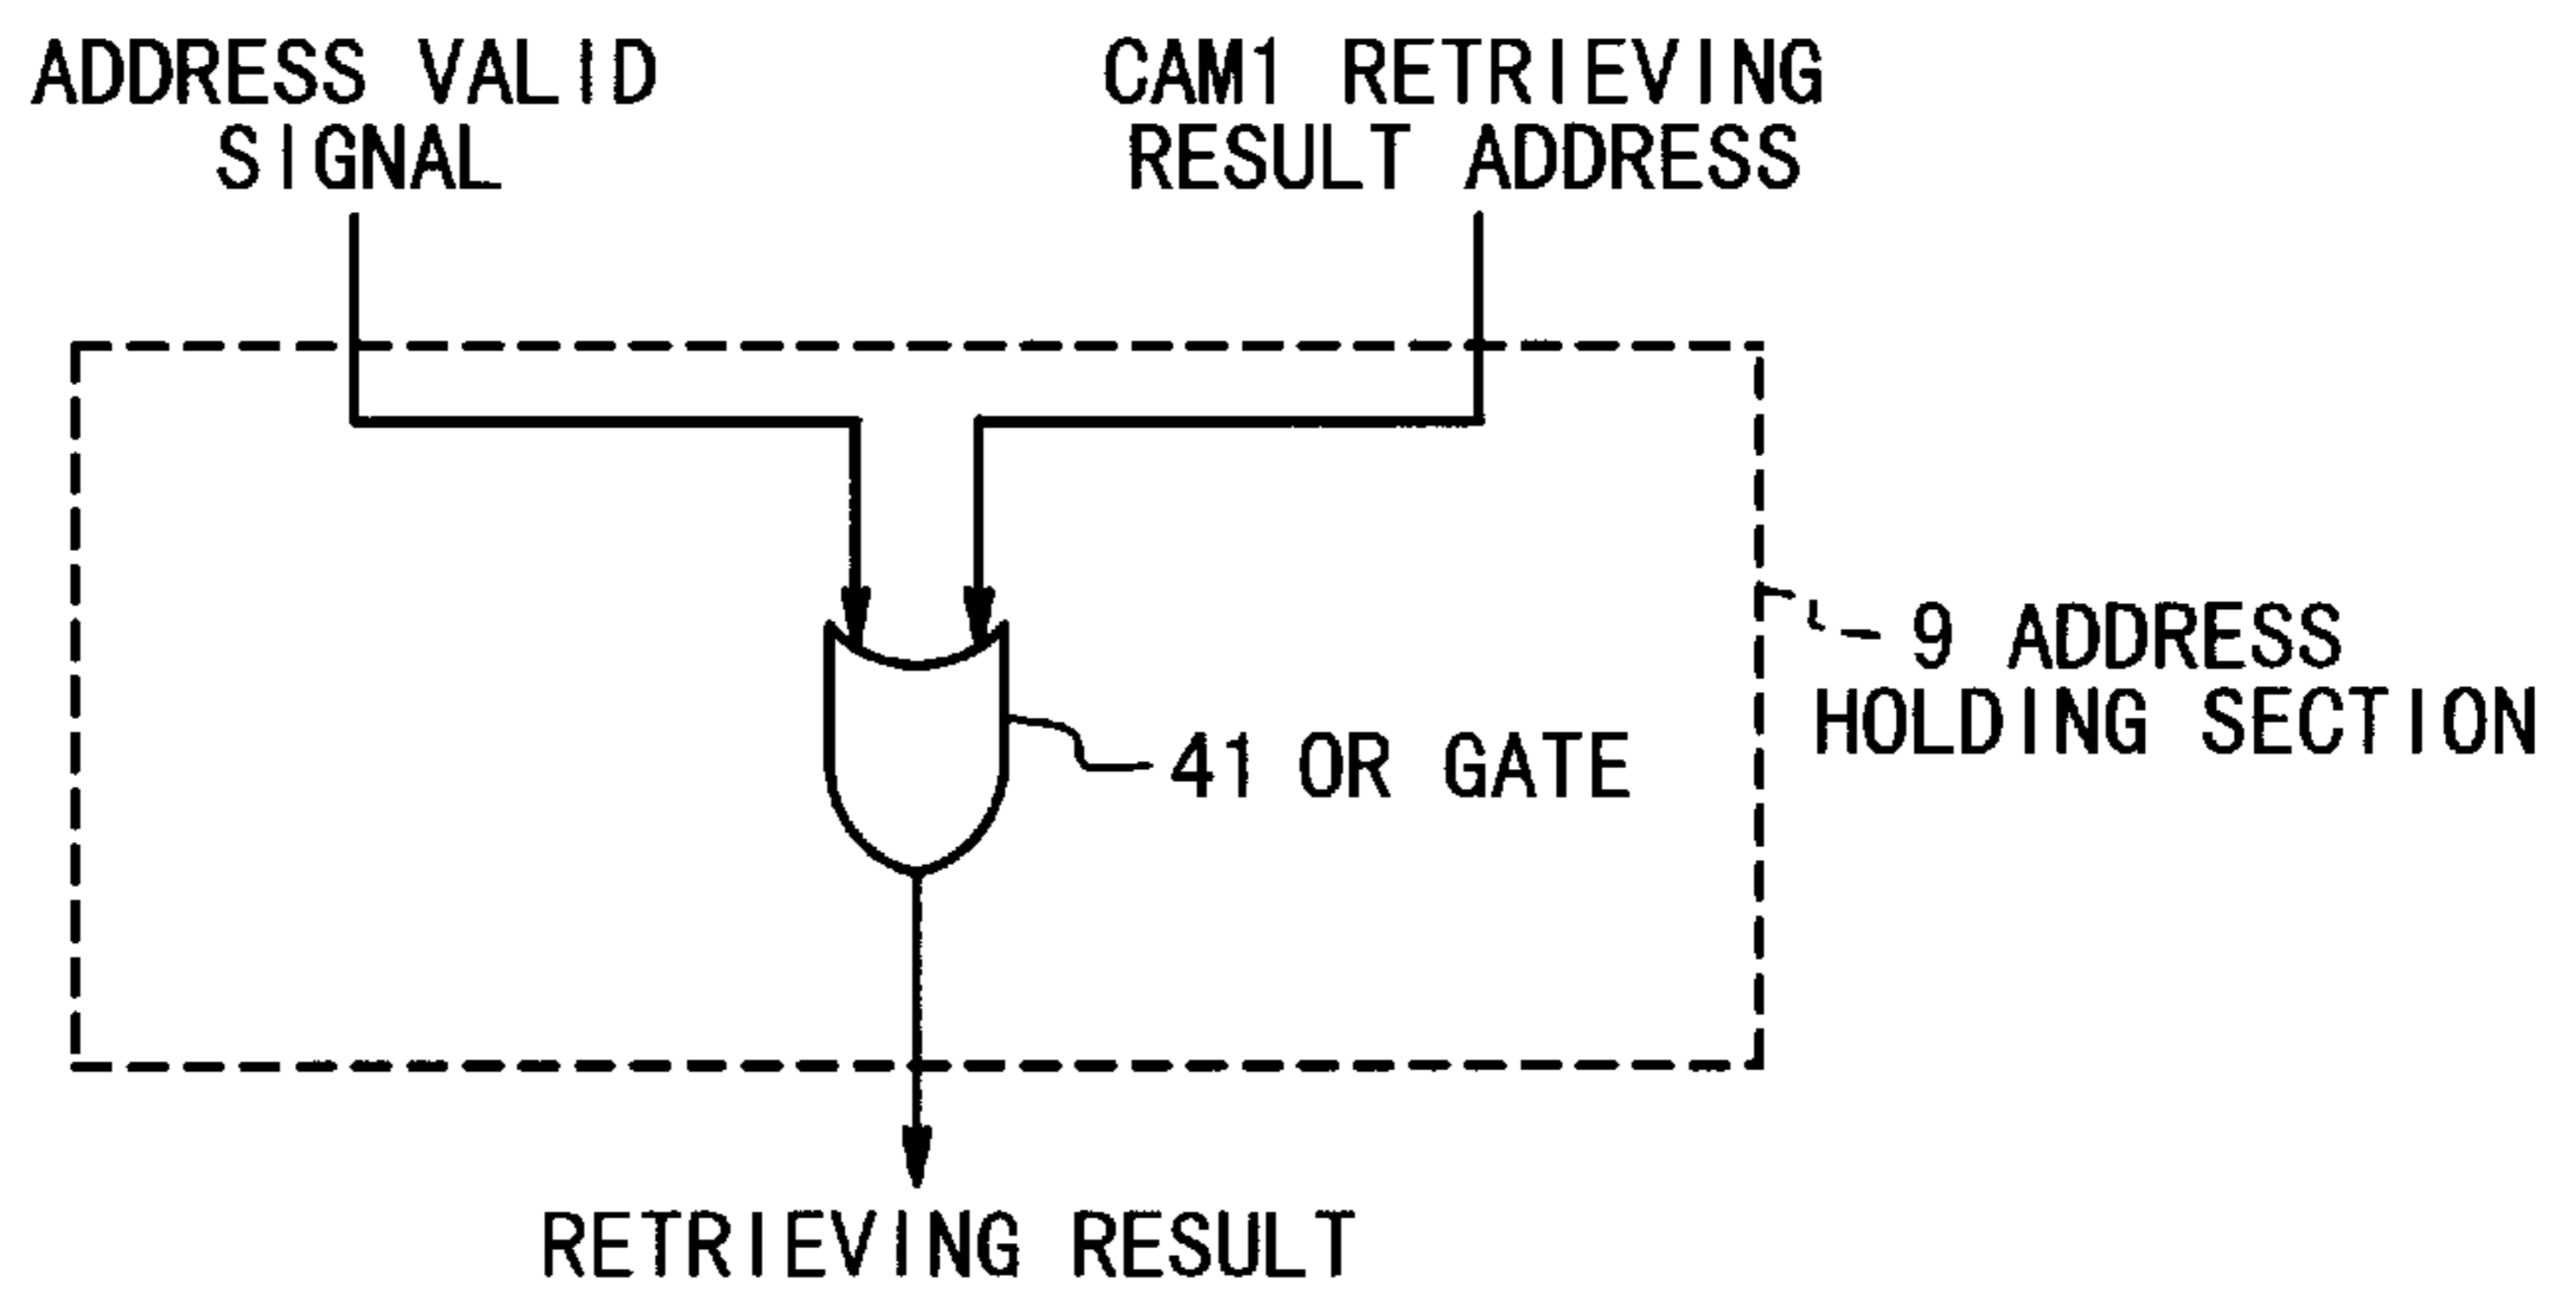 ADDRESS VALID
SIGNAL
CAM1 RETRIEVING
RESULT ADDRESS
9 ADDRESS
HOLDING SECTION
41 OR GATE
RETRIEVING RESULT